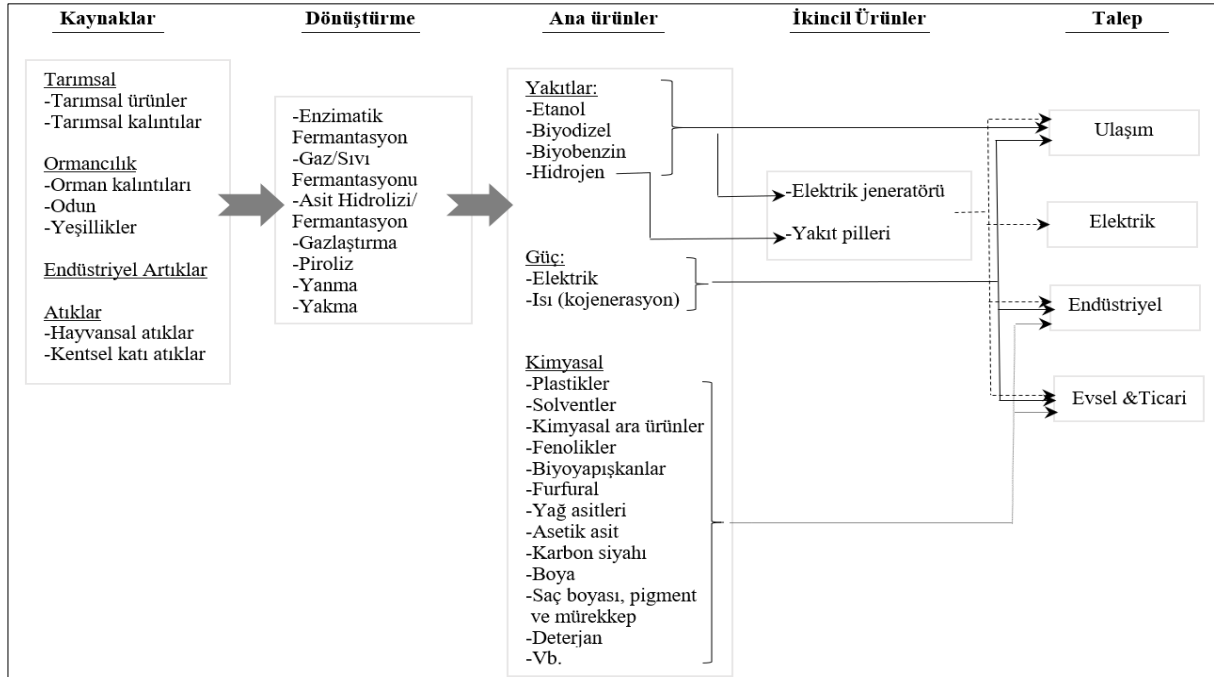 Kaynaklar
Dönüştürme
Ana ürünler
İkincil Ürünler
Talep
Tarımsal
-Tarımsal ürünler
-Tarımsal kalıntılar
Ormancılık
-Orman kalıntıları
-Odun
-Yeşillikler
Endüstriyel Artıklar
Atıklar
-Hayvansal atıklar
-Kentsel katı atıklar
-Enzimatik
Fermantasyon
-Gaz/Sıvı
Fermantasyonu
-Asit Hidrolizi/
Fermantasyon
-Gazlaştırma
-Piroliz
-Yanma
-Yakma
Yakıtlar:
-Etanol
-Biyodizel
-Biyobenzin
-Hidrojen
Güç:
-Elektrik
-Isı (kojenerasyon)
Kimyasal
-Plastikler
-Solventler
-Kimyasal ara ürünler
-Fenolikler
-Biyoyapışkanlar
-Furfural
-Yağ asitleri
-Asetik asit
-Karbon siyahı
-Boya
-Saç boyası, pigment
ve mürekkep
-Deterjan
-Vb.
-Elektrik jeneratörü
-Yakıt pilleri
Ulaşım
Elektrik
Endüstriyel
Evsel &Ticari